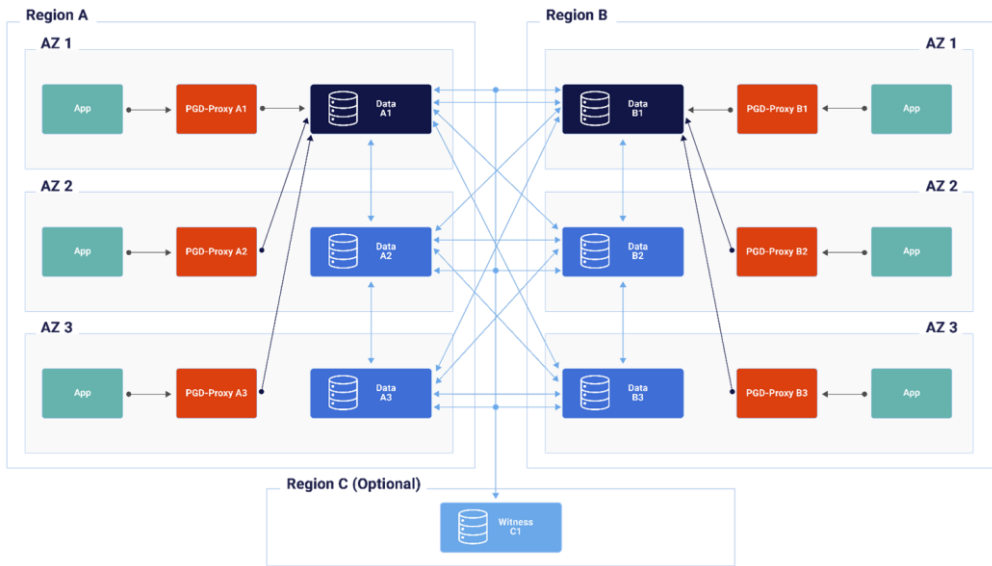 Region A
Region B
AZ 1
AZ 1
App
PGD-Proxy A1
Data
A1
Data
B1
PGD-Proxy B1
App
AZ 2
AZ 2
App
PGD-Proxy A2
Data
A2
Data
B2
PGD-Proxy B2
App
AZ 3
AZ 3
App
PGD-Proxy A3
Data
A3
Data
B3
PGD-Proxy B3
App
Region C (Optional)
Witness
C1